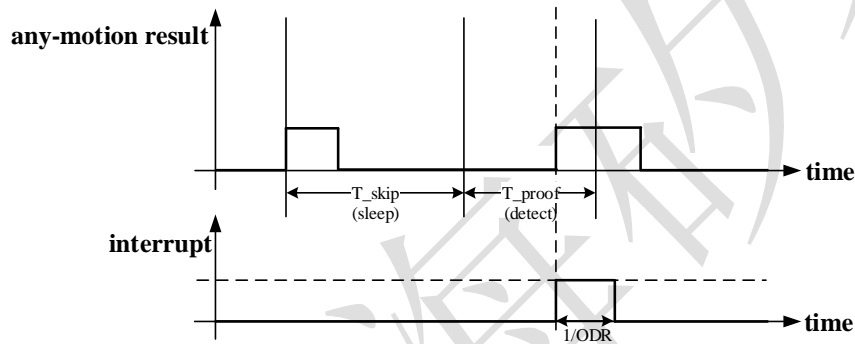 any-motion result
time
T_skip
(sleep)
T_proof
(detect)
interrupt
time
1/ODR